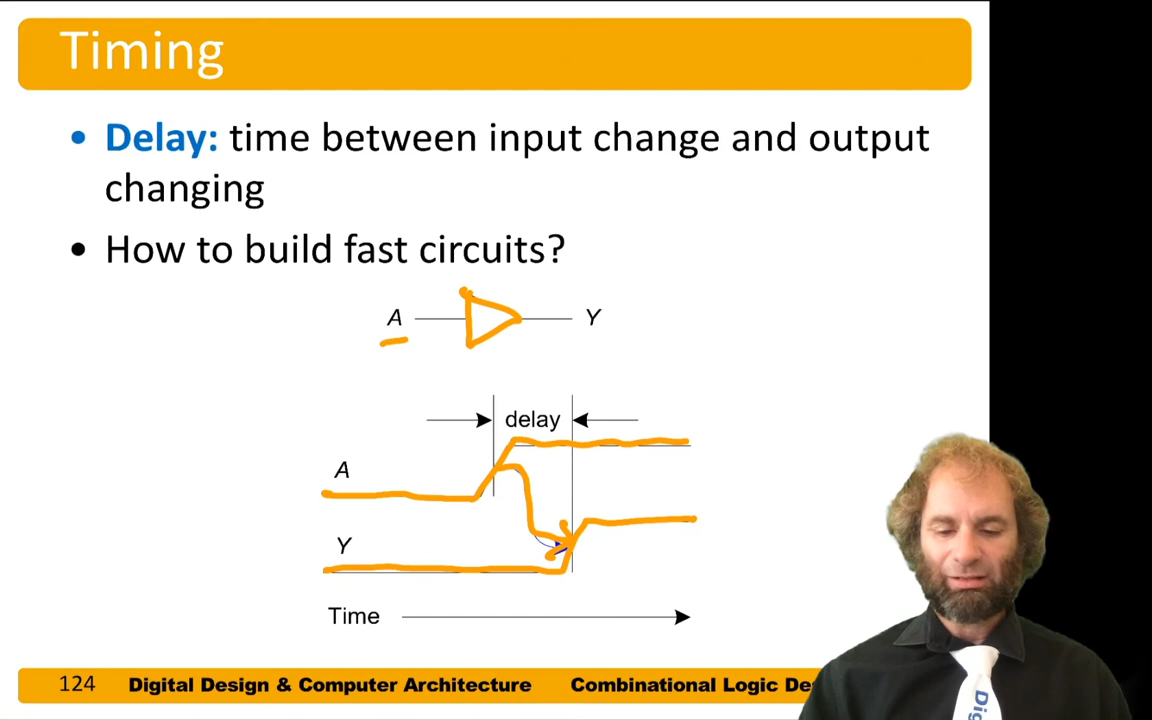 Timing
• Delay: time between input change and output
changing
• How to build fast circuits?
A Y
delay
A
Y
Time
124 Digital Design & Computer Architecture Combinational Logic